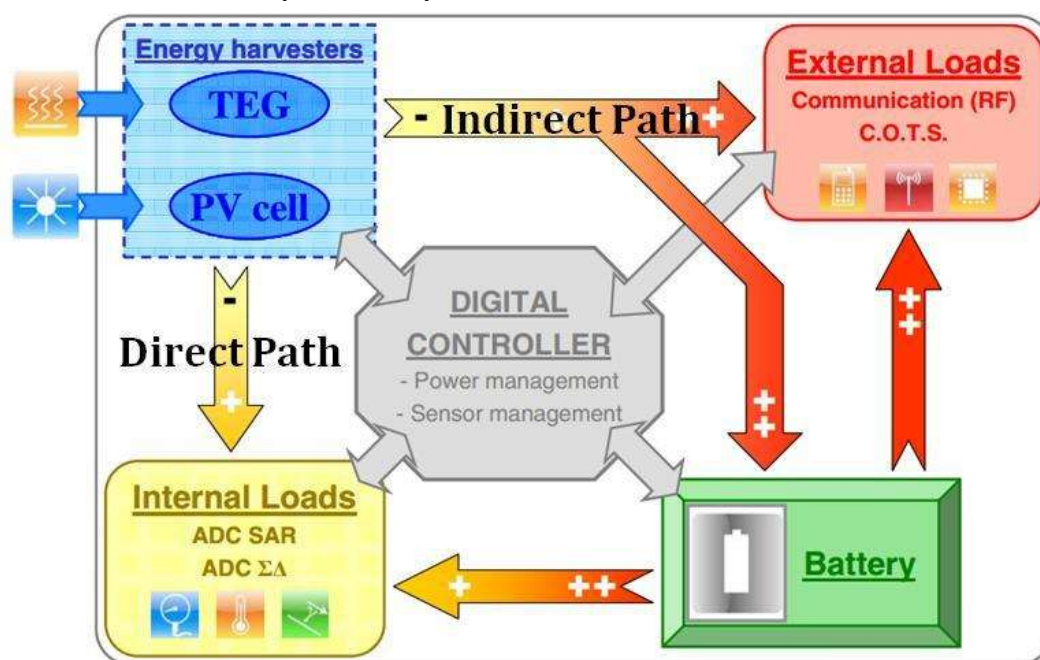 Energy harvesters
TEG
PV cell
- Indirect Path ++
External Loads
Communication (RF)
C.O.T.S.
-
Direct Path
+
DIGITAL
CONTROLLER
- Power management
- Sensor management
++
++
Internal Loads
ADC SAR
ADC ΣΔ
+ ++
Battery